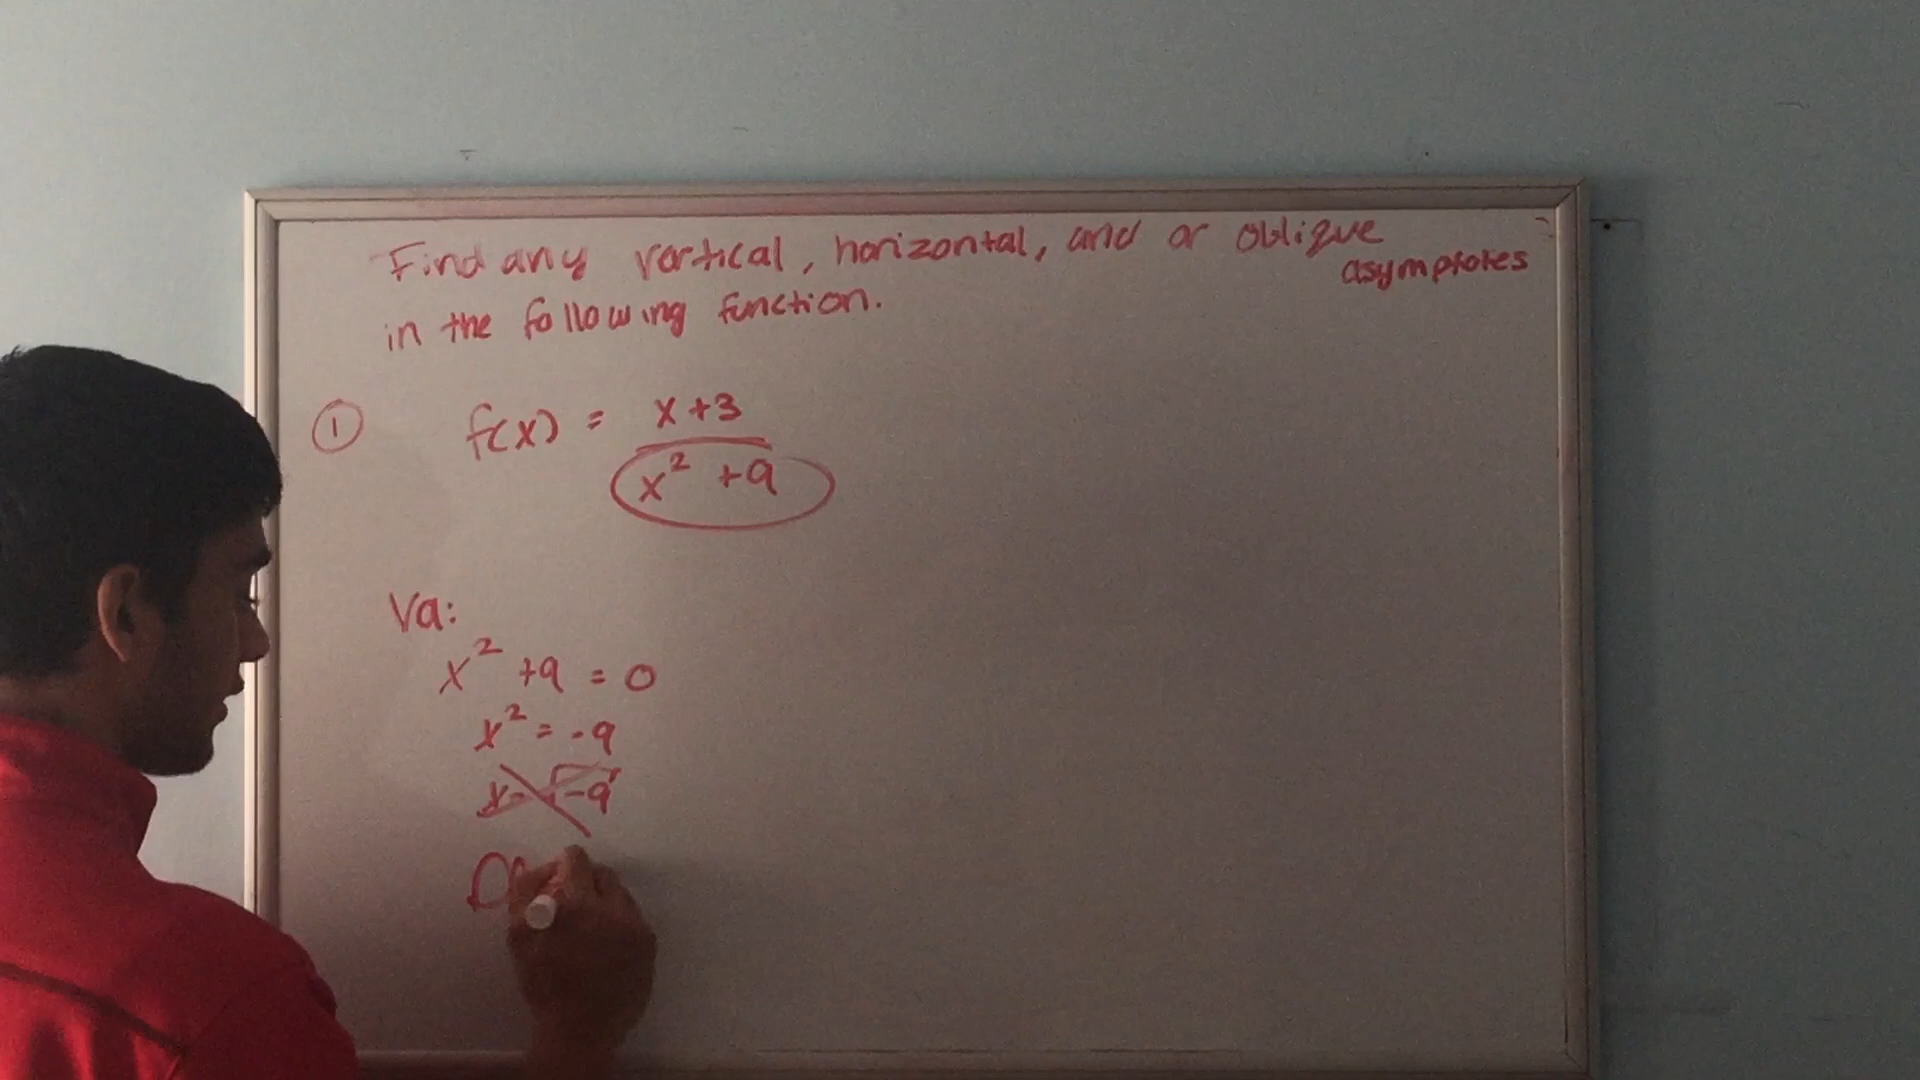 Find any vertical, horizontal, and or oblique
asymptotes
in the following function.
① f(x) = x+3
x² +9
Va:
x² +9 = 0
x² = -9
x = √-9